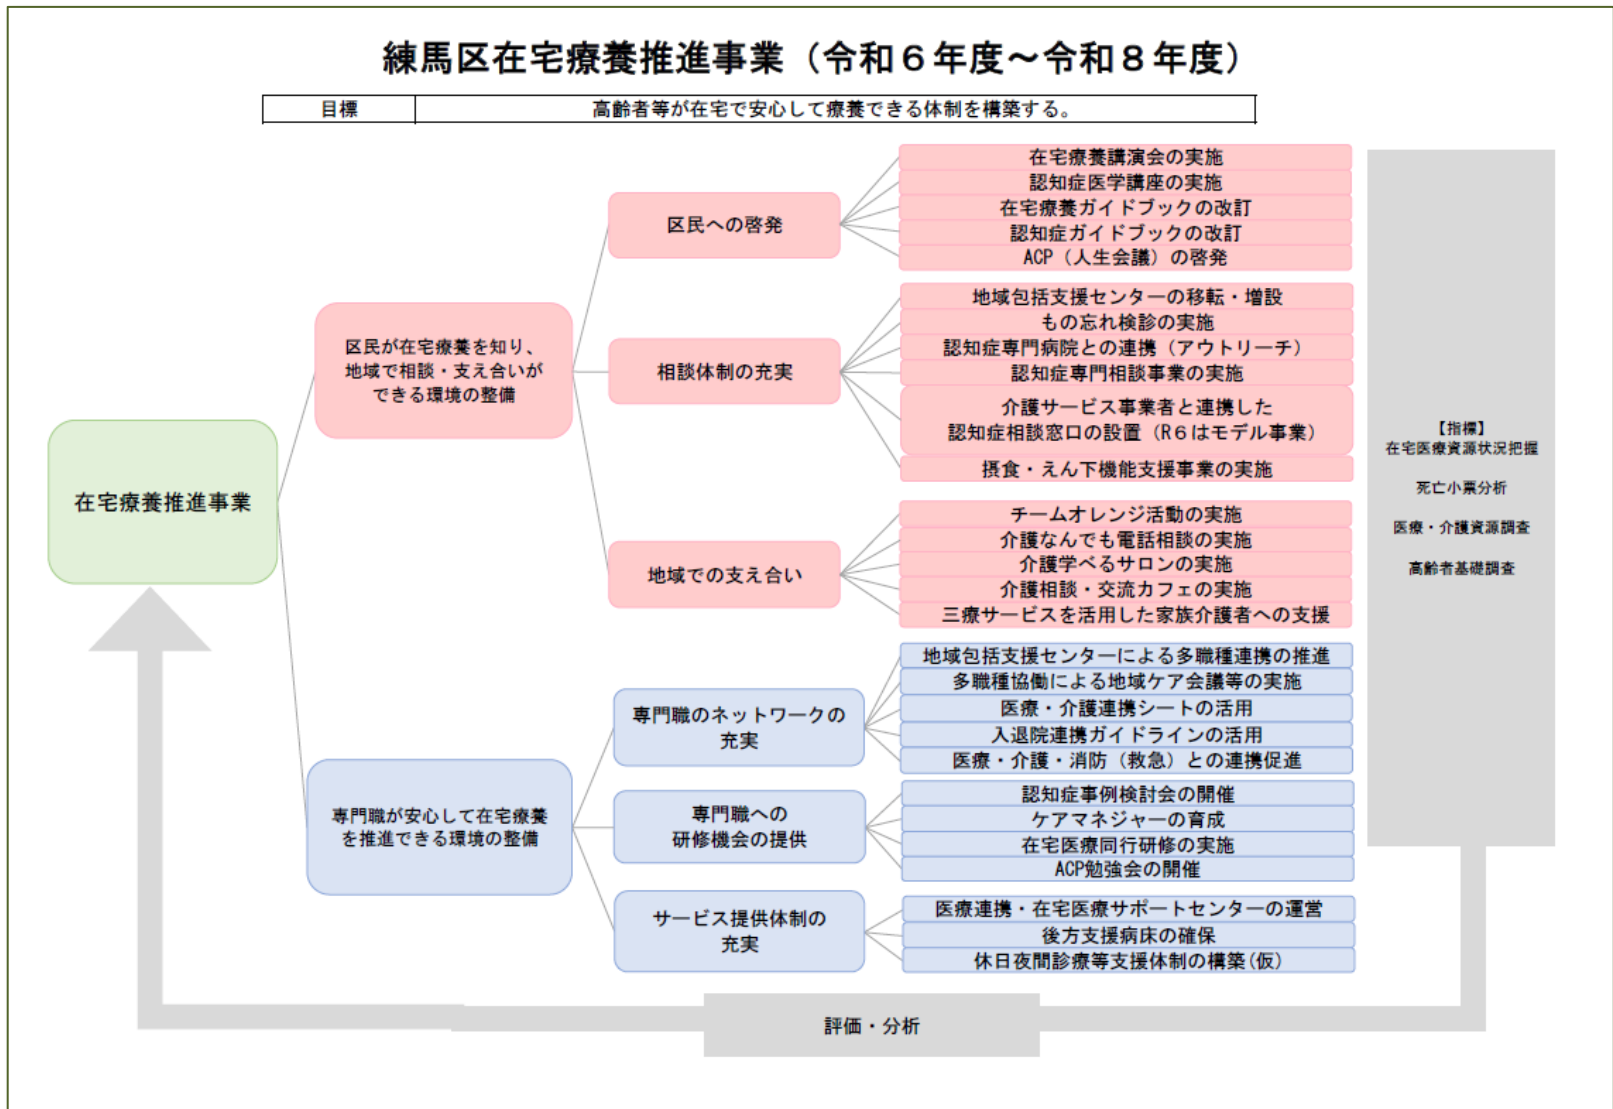 練馬区在宅療養推進事業（令和６年度～令和８年度）
目標
高齢者等が在宅で安心して療養できる体制を構築する。
在宅療養推進事業
区民が在宅療養を知り、
地域で相談・支え合いが
できる環境の整備
区民への啓発
在宅療養講演会の実施
認知症医学講座の実施
在宅療養ガイドブックの改訂
認知症ガイドブックの改訂
ACP（人生会議）の啓発
相談体制の充実
地域包括支援センターの移転・増設
もの忘れ検診の実施
認知症専門病院との連携（アウトリーチ）
認知症専門相談事業の実施
介護サービス事業者と連携した
認知症相談窓口の設置（R６はモデル事業）
摂食・えん下機能支援事業の実施
地域での支え合い
チームオレンジ活動の実施
介護なんでも電話相談の実施
介護学べるサロンの実施
介護相談・交流カフェの実施
三療サービスを活用した家族介護者への支援
専門職が安心して在宅療養
を推進できる環境の整備
専門職のネットワークの
充実
地域包括支援センターによる多職種連携の推進
多職種協働による地域ケア会議等の実施
医療・介護連携シートの活用
入退院連携ガイドラインの活用
医療・介護・消防（救急）との連携促進
専門職への
研修機会の提供
認知症事例検討会の開催
ケアマネジャーの育成
在宅医療同行研修の実施
ACP勉強会の開催
サービス提供体制の
充実
医療連携・在宅医療サポートセンターの運営
後方支援病床の確保
休日夜間診療等支援体制の構築(仮)
【指標】
在宅医療資源状況把握
死亡小票分析
医療・介護資源調査
高齢者基礎調査
評価・分析